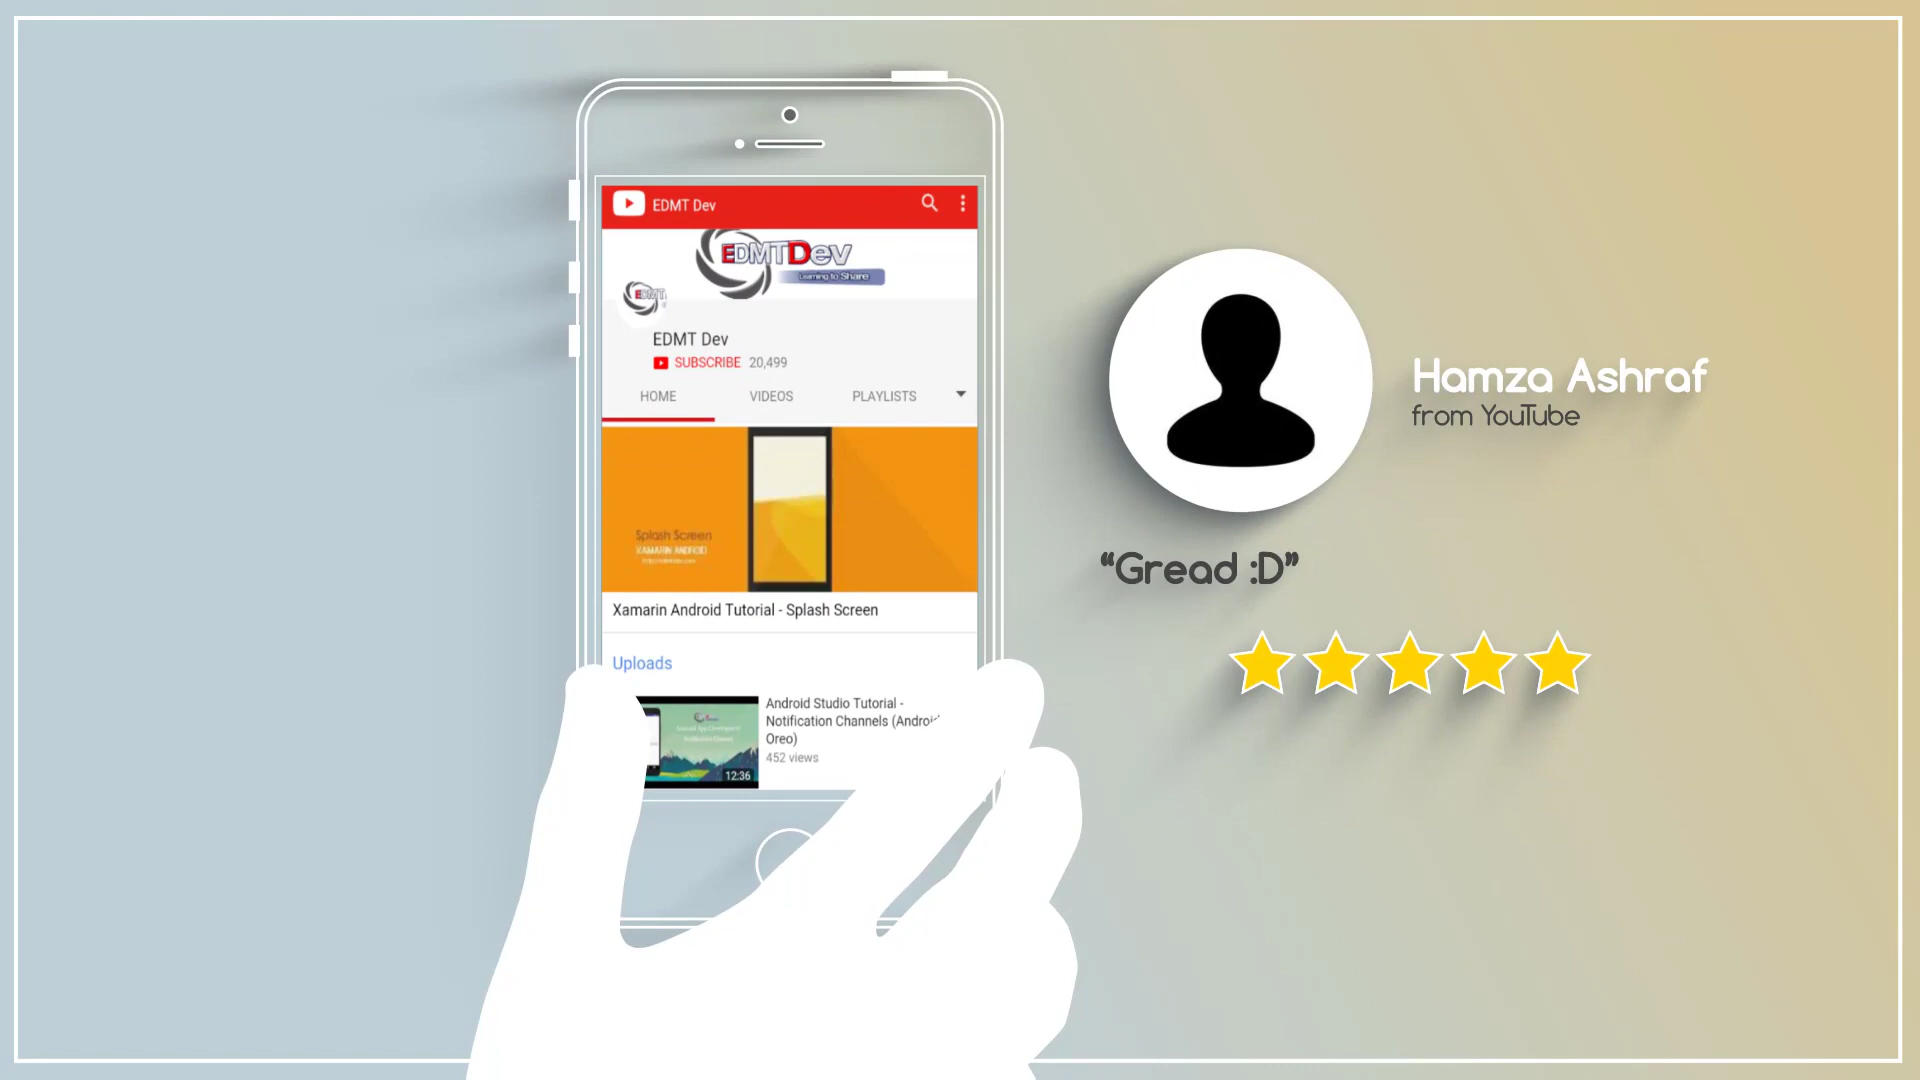 EDMT Dev
EDMTDev
Learning to Share
EDMT
EDMT Dev
SUBSCRIBE 20,499
HOME VIDEOS PLAYLISTS
Splash Screen
XAMARIN ANDROID
Xamarin Android Tutorial - Splash Screen
Uploads
Android Studio Tutorial -
Notification Channels (Android
Oreo)
452 views
12:36
Hamza Ashraf
from YouTube
“Gread :D”